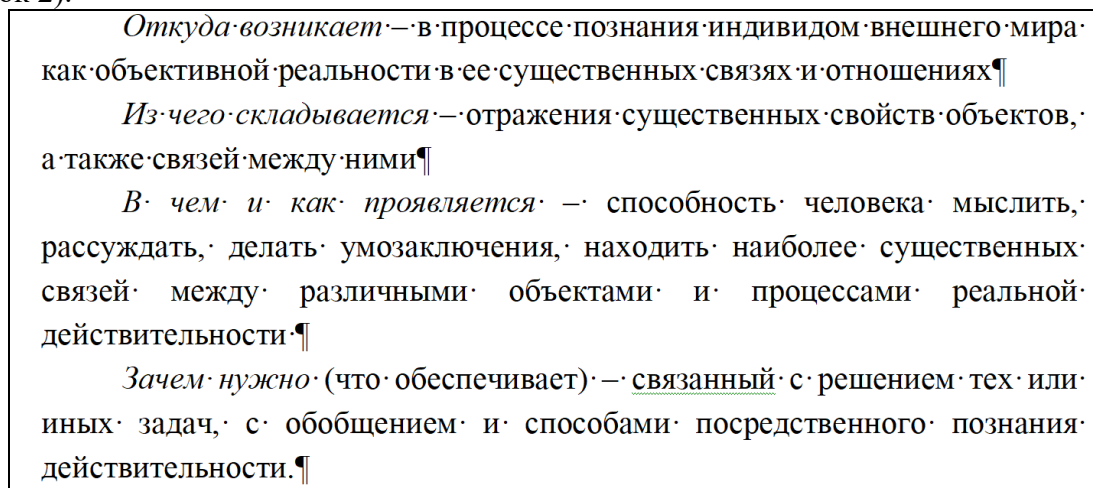 ок 2).
Откуда·возникает·–·в·процессе·познания·индивидом·внешнего·мира·
как·объективной·реальности·в·ее·существенных·связях·и·отношениях¶
Из·чего·складывается·–·отражения·существенных·свойств·объектов,·
а·также·связей·между·ними¶
В· чем· и· как· проявляется· –· способность· человека· мыслить,·
рассуждать,· делать· умозаключения,· находить· наиболее· существенных·
связей· между· различными· объектами· и· процессами· реальной·
действительности·¶
Зачем·нужно·(что·обеспечивает)·–·связанный·с·решением·тех·или·
иных· задач,· с· обобщением· и· способами· посредственного· познания·
действительности.¶